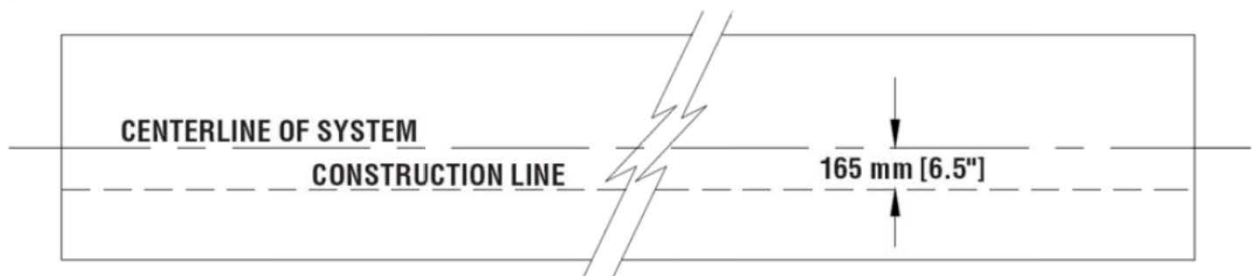 CENTERLINE OF SYSTEM
CONSTRUCTION LINE
165 mm [6.5"]